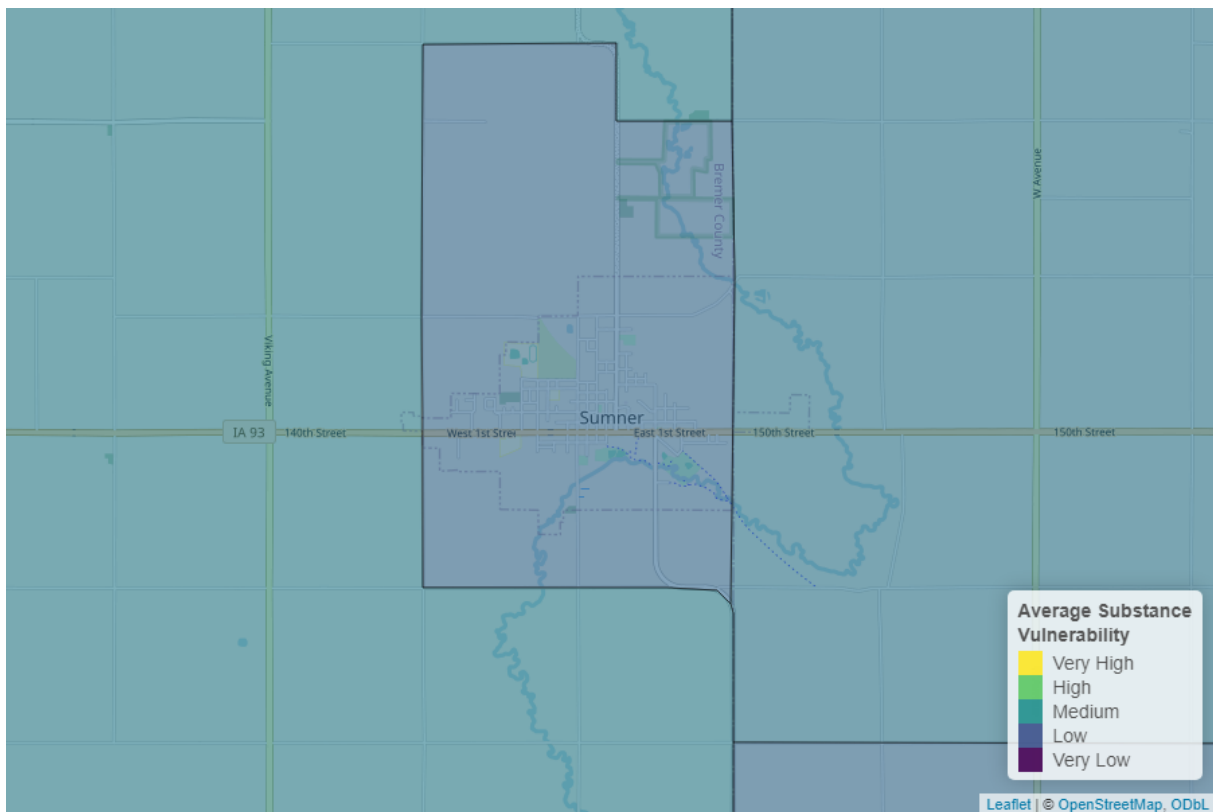 Bremer County
W Avenue
Viking Avenue
Sumner
IA 93
140th Street
West 1st Stree
East 1st Street
150th Street
150th Street
Average Substance
Vulnerability
Very High
High
Medium
Low
Very Low
Leaflet | © OpenStreetMap, ODbL